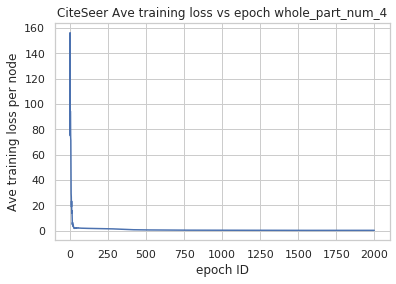 CiteSeer Ave training loss vs epoch whole_part_num_4
Ave training loss per node
160
140
120
100
80
60
40
20
0
0 250 500 750 1000 1250 1500 1750 2000
epoch ID